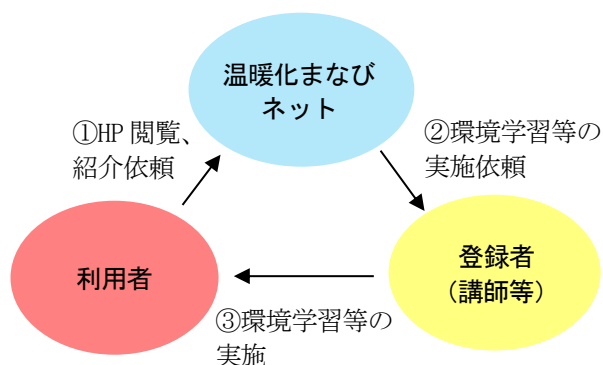 温暖化まなび
ネット
①HP 閲覧、
紹介依頼
②環境学習等の
実施依頼
利用者
登録者
（講師等）
③環境学習等の
実施